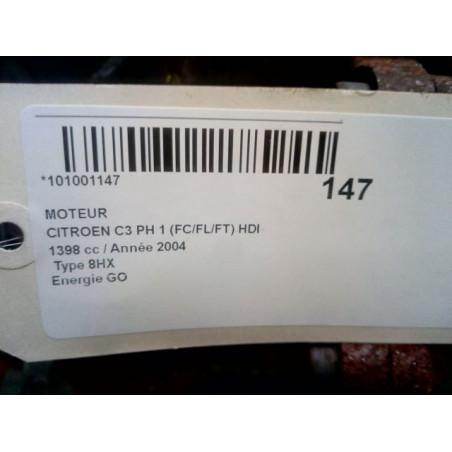 *101001147
147
MOTEUR
CITROEN C3 PH 1 (FC/FL/FT) HDI
1398 cc / Année 2004
Type 8HX
Energie GO